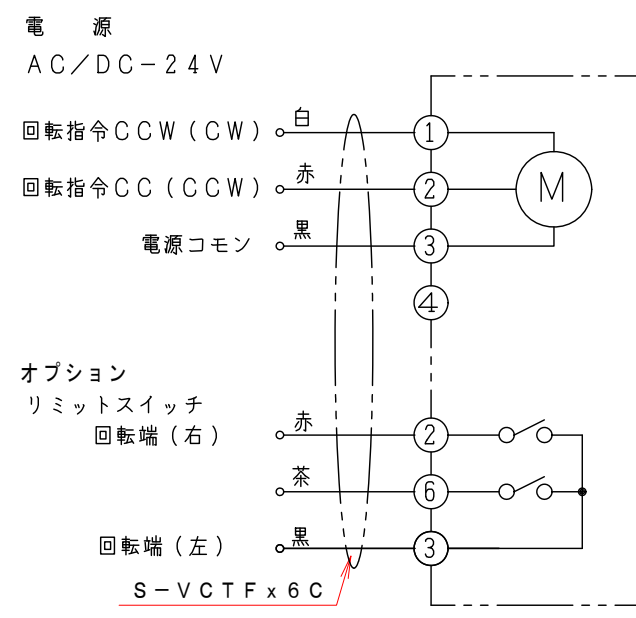 電 源
AC/DC-24V
回転指令CCW(CW) 白 1
回転指令CC(CCW) 赤 2 M
電源コモン 黒 3
4
オプション
リミットスイッチ
回転端(右) 赤 2
茶 6
回転端(左) 黒 3
S-VCTFx6C